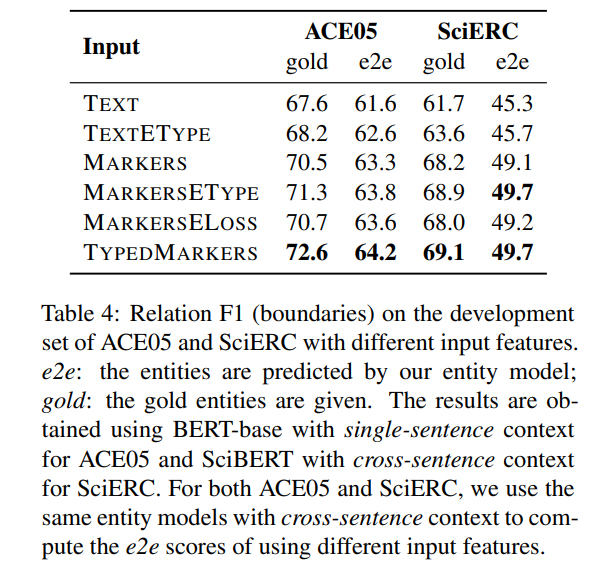 Input ACE05 SciERC
gold e2e gold e2e
TEXT 67.6 61.6 61.7 45.3
TEXTETYPE 68.2 62.6 63.6 45.7
MARKERS 70.5 63.3 68.2 49.1
MARKERSETYPE 71.3 63.8 68.9 49.7
MARKERSELOSS 70.7 63.6 68.0 49.2
TYPEDMARKERS 72.6 64.2 69.1 49.7
Table 4: Relation F1 (boundaries) on the development
set of ACE05 and SciERC with different input features.
e2e: the entities are predicted by our entity model;
gold: the gold entities are given. The results are ob-
tained using BERT-base with single-sentence context
for ACE05 and SciBERT with cross-sentence context
for SciERC. For both ACE05 and SciERC, we use the
same entity models with cross-sentence context to com-
pute the e2e scores of using different input features.